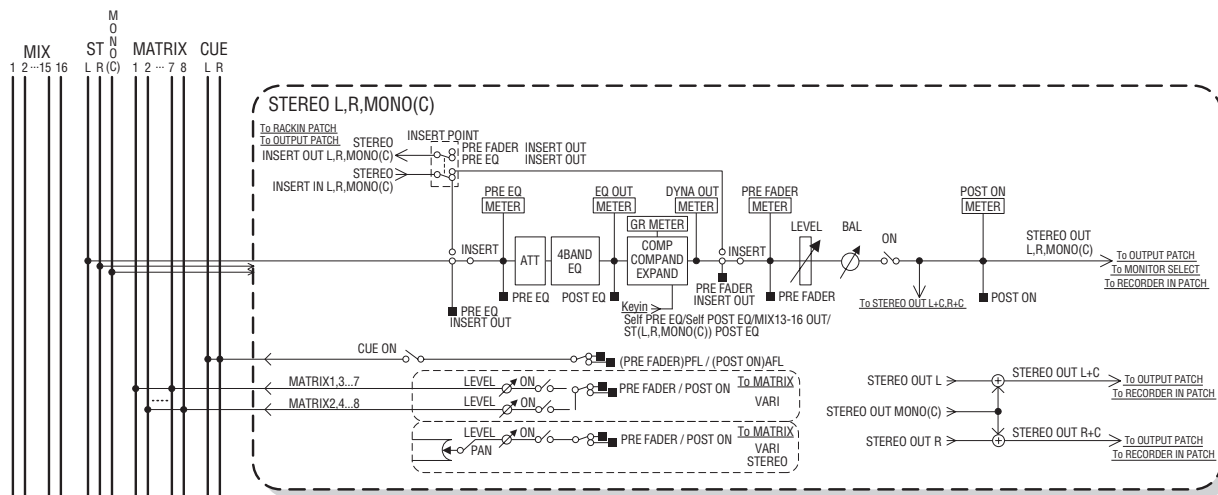 MONO
MIX ST MATRIX CUE
1 2 ··· 15 16 L R (C) 1 2 ··· 7 8 L R
STEREO L,R,MONO(C)
To RACKIN PATCH
To OUTPUT PATCH
STEREO
INSERT OUT L,R,MONO(C)
STEREO
INSERT IN L,R,MONO(C)
INSERT POINT
PRE FADER INSERT OUT
PRE EQ INSERT OUT
PRE EQ
METER
EQ OUT
METER
DYNA OUT
METER
PRE FADER
METER
POST ON
METER
GR METER
INSERT
ATT
4BAND
EQ
COMP
COMPAND
EXPAND
INSERT
LEVEL
BAL
ON
STEREO OUT
L,R,MONO(C)
To OUTPUT PATCH
To MONITOR SELECT
To RECORDER IN PATCH
PRE EQ
INSERT OUT
PRE EQ
POST EQ
Keyin
Self PRE EQ/Self POST EQ/MIX13-16 OUT/
ST(L,R,MONO(C)) POST EQ
PRE FADER
INSERT OUT
PRE FADER
To STEREO OUT L+C,R+C
POST ON
CUE ON
(PRE FADER)PFL / (POST ON)AFL
MATRIX1,3...7
LEVEL ON
PRE FADER / POST ON
To MATRIX
VARI
MATRIX2,4...8
LEVEL ON
LEVEL ON
PAN
PRE FADER / POST ON
To MATRIX
VARI
STEREO
STEREO OUT L
STEREO OUT L+C
To OUTPUT PATCH
To RECORDER IN PATCH
STEREO OUT MONO(C)
STEREO OUT R
STEREO OUT R+C
To OUTPUT PATCH
To RECORDER IN PATCH